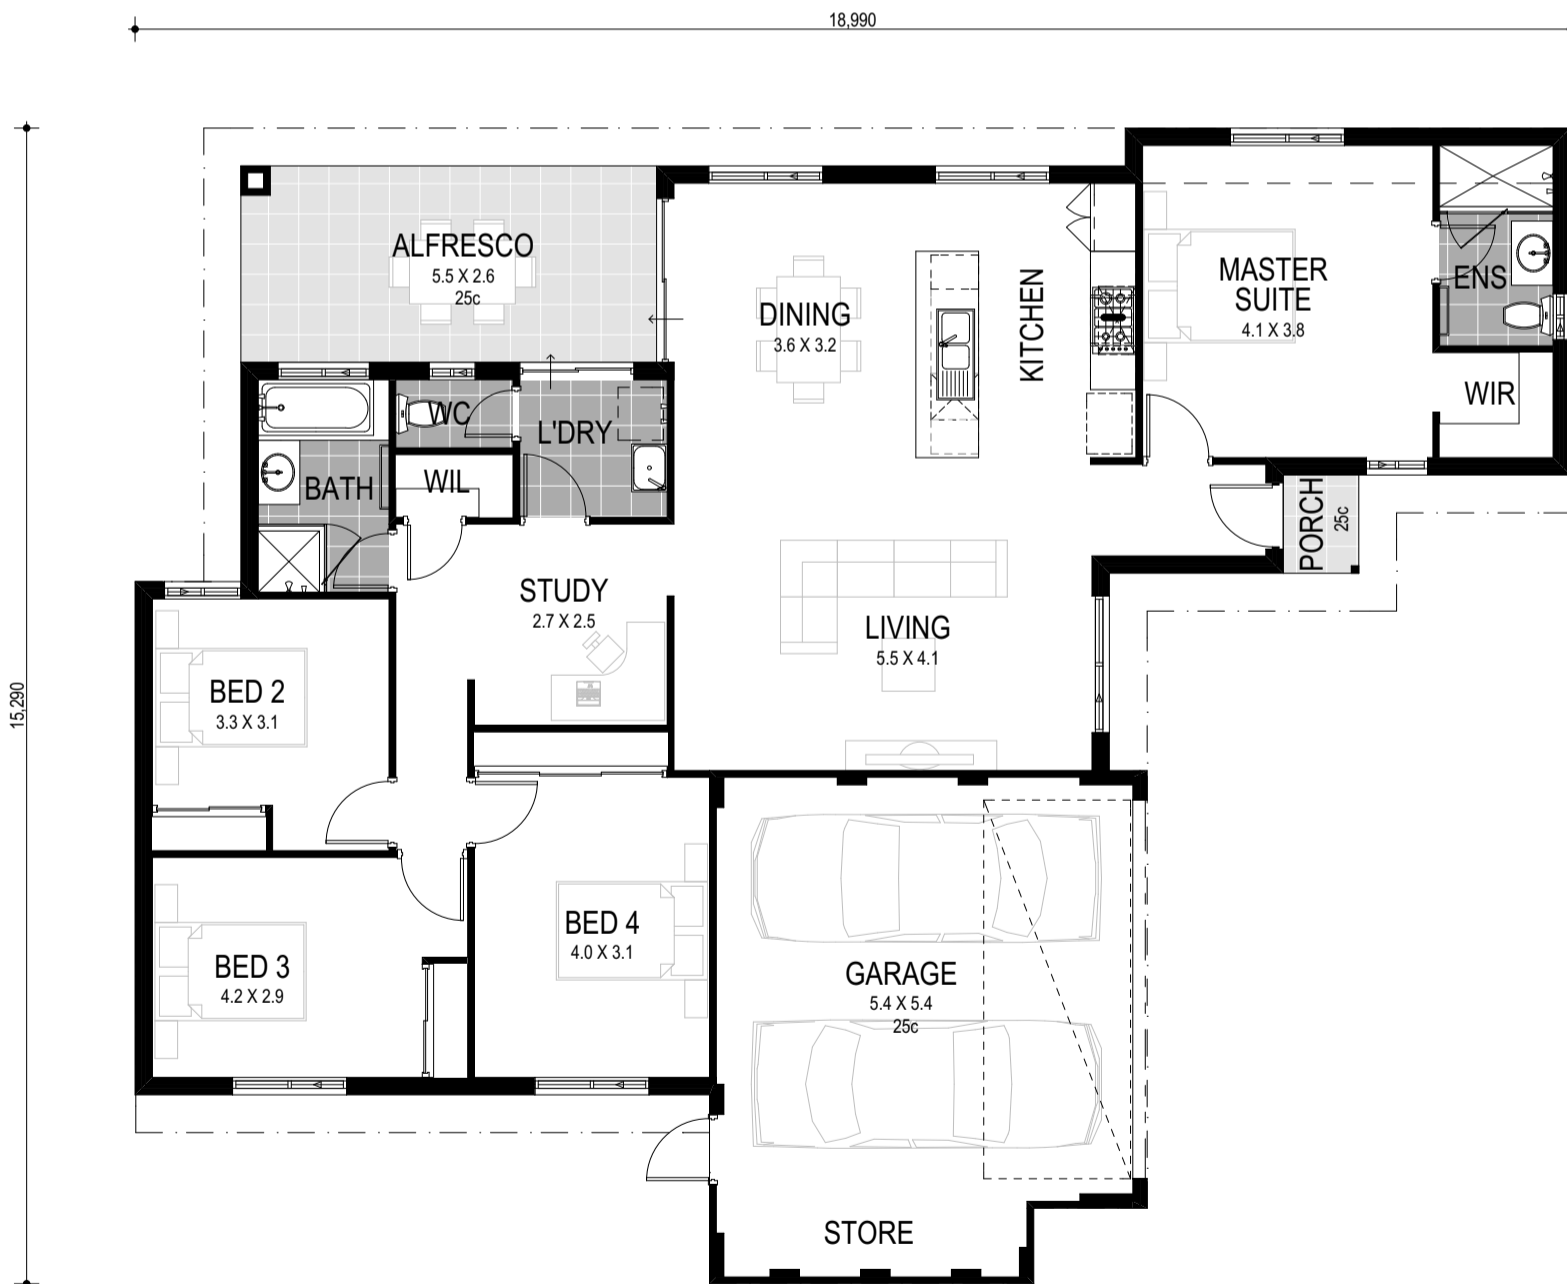 18,990
15,290
ALFRESCO
5.5 X 2.6
25c
DINING
3.6 X 3.2
KITCHEN
MASTER
SUITE
4.1 X 3.8
ENS
WIR
WC
L'DRY
WIL
BATH
PORCH
25c
STUDY
2.7 X 2.5
LIVING
5.5 X 4.1
BED 2
3.3 X 3.1
BED 3
4.2 X 2.9
BED 4
4.0 X 3.1
GARAGE
5.4 X 5.4
25c
STORE